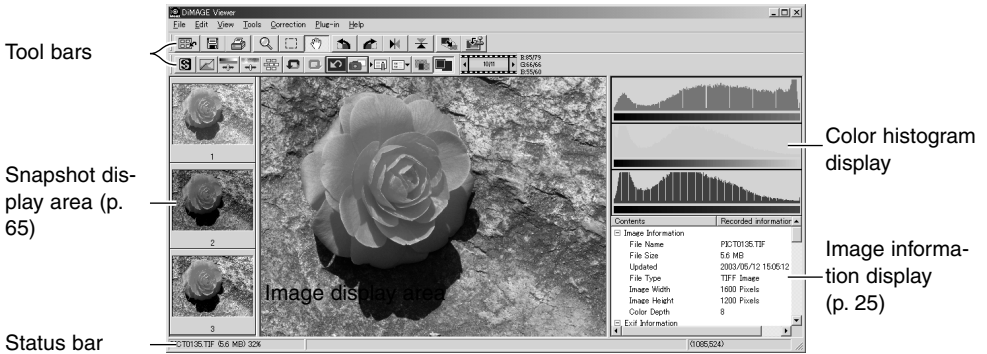 DiMAGE Viewer
File Edit View Tools Correction Plug-in Help
Tool bars
10/11
R:85/79
G:66/66
B:55/60
1
2
3
Snapshot dis-
play area (p.
65)
Image display area
Color histogram
display
Contents Recorded information
Image Information
File Name PICT0135.TIF
File Size 5.6 MB
Updated 2003/05/12 15:05:12
File Type TIFF Image
Image Width 1600 Pixels
Image Height 1200 Pixels
Color Depth 8
Exif Information
Image informa-
tion display
(p. 25)
Status bar
PICT0135.TIF (5.6 MB) 32% (1085,524)